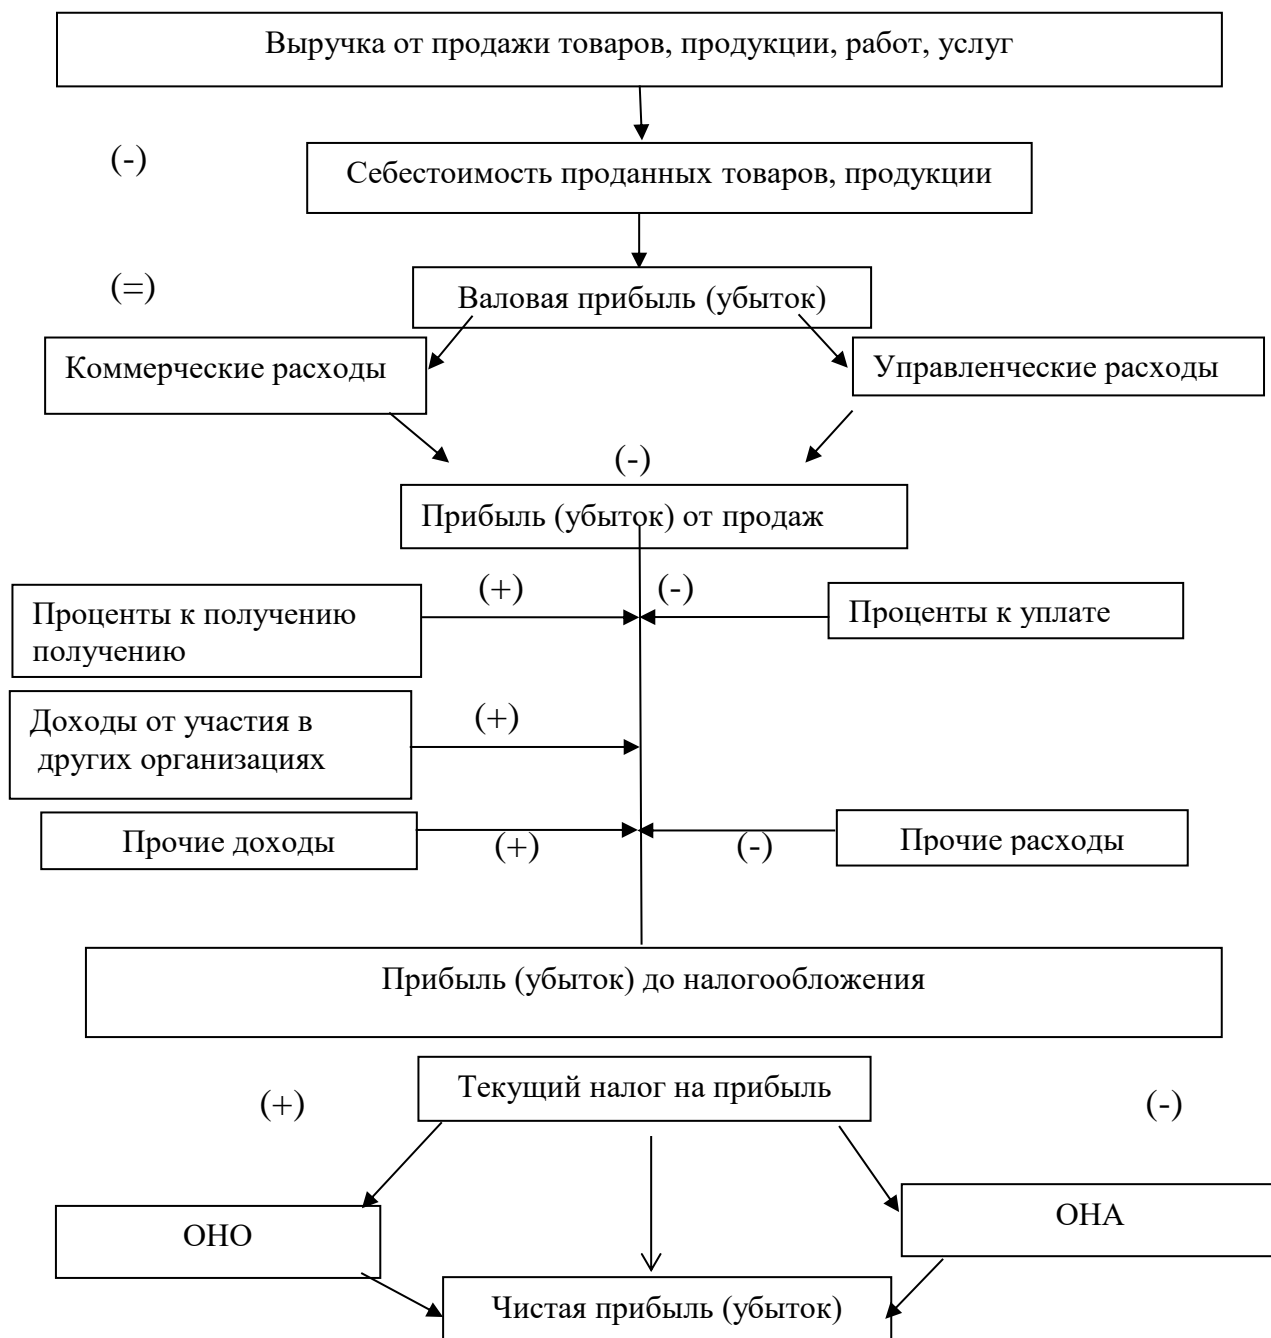 Выручка от продажи товаров, продукции, работ, услуг
(-)
Себестоимость проданных товаров, продукции
(=)
Валовая прибыль (убыток)
Коммерческие расходы
Управленческие расходы
(-)
Прибыль (убыток) от продаж
(+)
(-)
Проценты к получению
получению
Проценты к уплате
Доходы от участия в
других организациях
(+)
Прочие доходы
(+)
(-)
Прочие расходы
Прибыль (убыток) до налогообложения
(+)
Текущий налог на прибыль
(-)
ОНО
ОНА
Чистая прибыль (убыток)